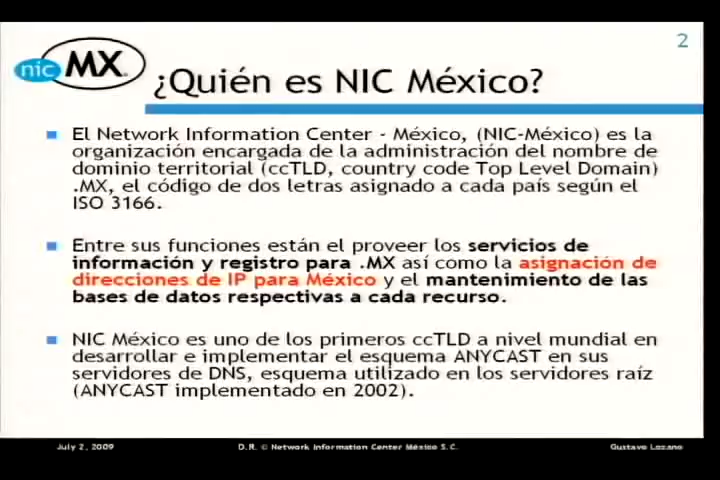 2
nic MX.
¿Quién es NIC México?
El Network Information Center - México, (NIC-México) es la
organización encargada de la administración del nombre de
dominio territorial (ccTLD, country code Top Level Domain)
.MX, el código de dos letras asignado a cada país según el
ISO 3166.
Entre sus funciones están el proveer los servicios de
información y registro para .MX así como la asignación de
direcciones de IP para México y el mantenimiento de las
bases de datos respectivas a cada recurso.
NIC México es uno de los primeros ccTLD a nivel mundial en
desarrollar e implementar el esquema ANYCAST en sus
servidores de DNS, esquema utilizado en los servidores raíz
(ANYCAST implementado en 2002).
July 2, 2009 D.R. © Network Information Center México S.C. Gustavo Lozano